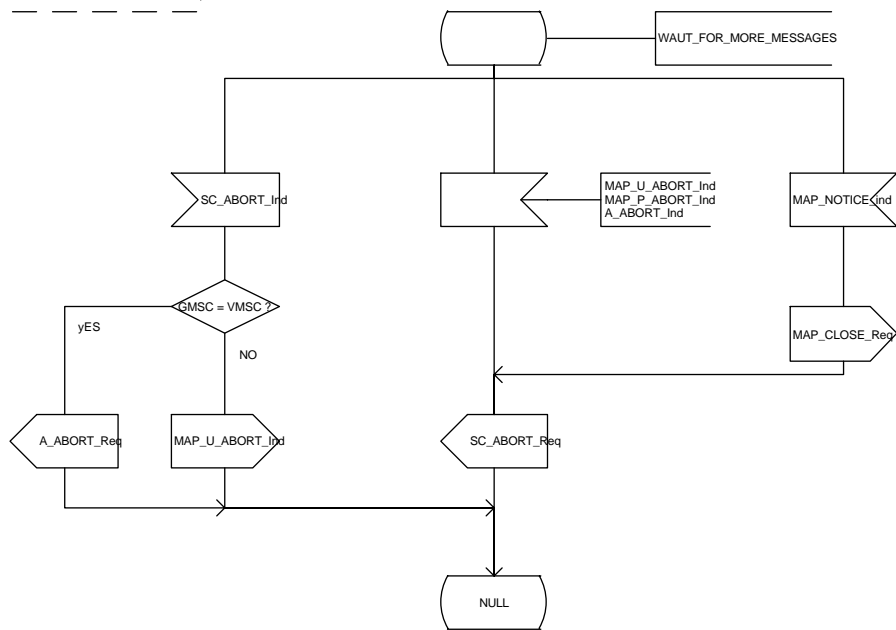 WAUT_FOR_MORE_MESSAGES
SC_ABORT_Ind
MAP_U_ABORT_Ind
MAP_P_ABORT_Ind
A_ABORT_Ind
MAP_NOTICE_ind
GMSC = VMSC ?
yES
NO
MAP_CLOSE_Req
A_ABORT_Req
MAP_U_ABORT_Ind
SC_ABORT_Req
NULL